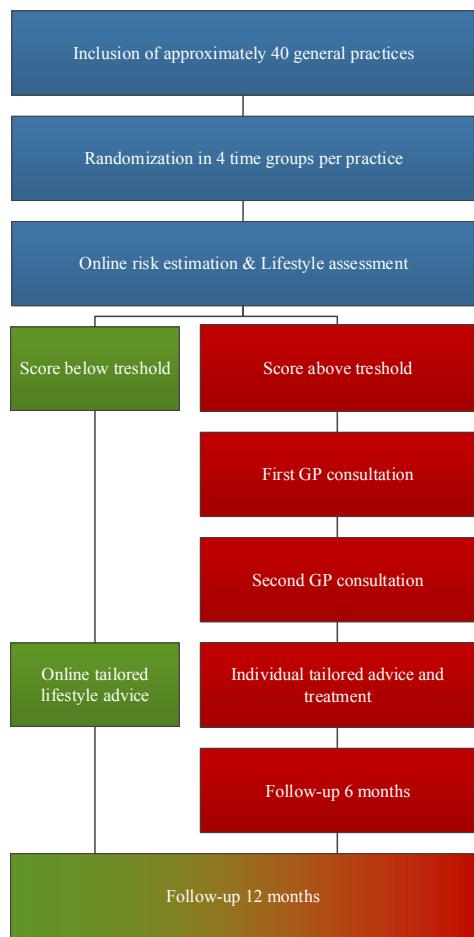 Inclusion of approximately 40 general practices
Randomization in 4 time groups per practice
Online risk estimation & Lifestyle assessment
Score below treshold
Score above treshold
First GP consultation
Second GP consultation
Online tailored
lifestyle advice
Individual tailored advice and
treatment
Follow-up 6 months
Follow-up 12 months